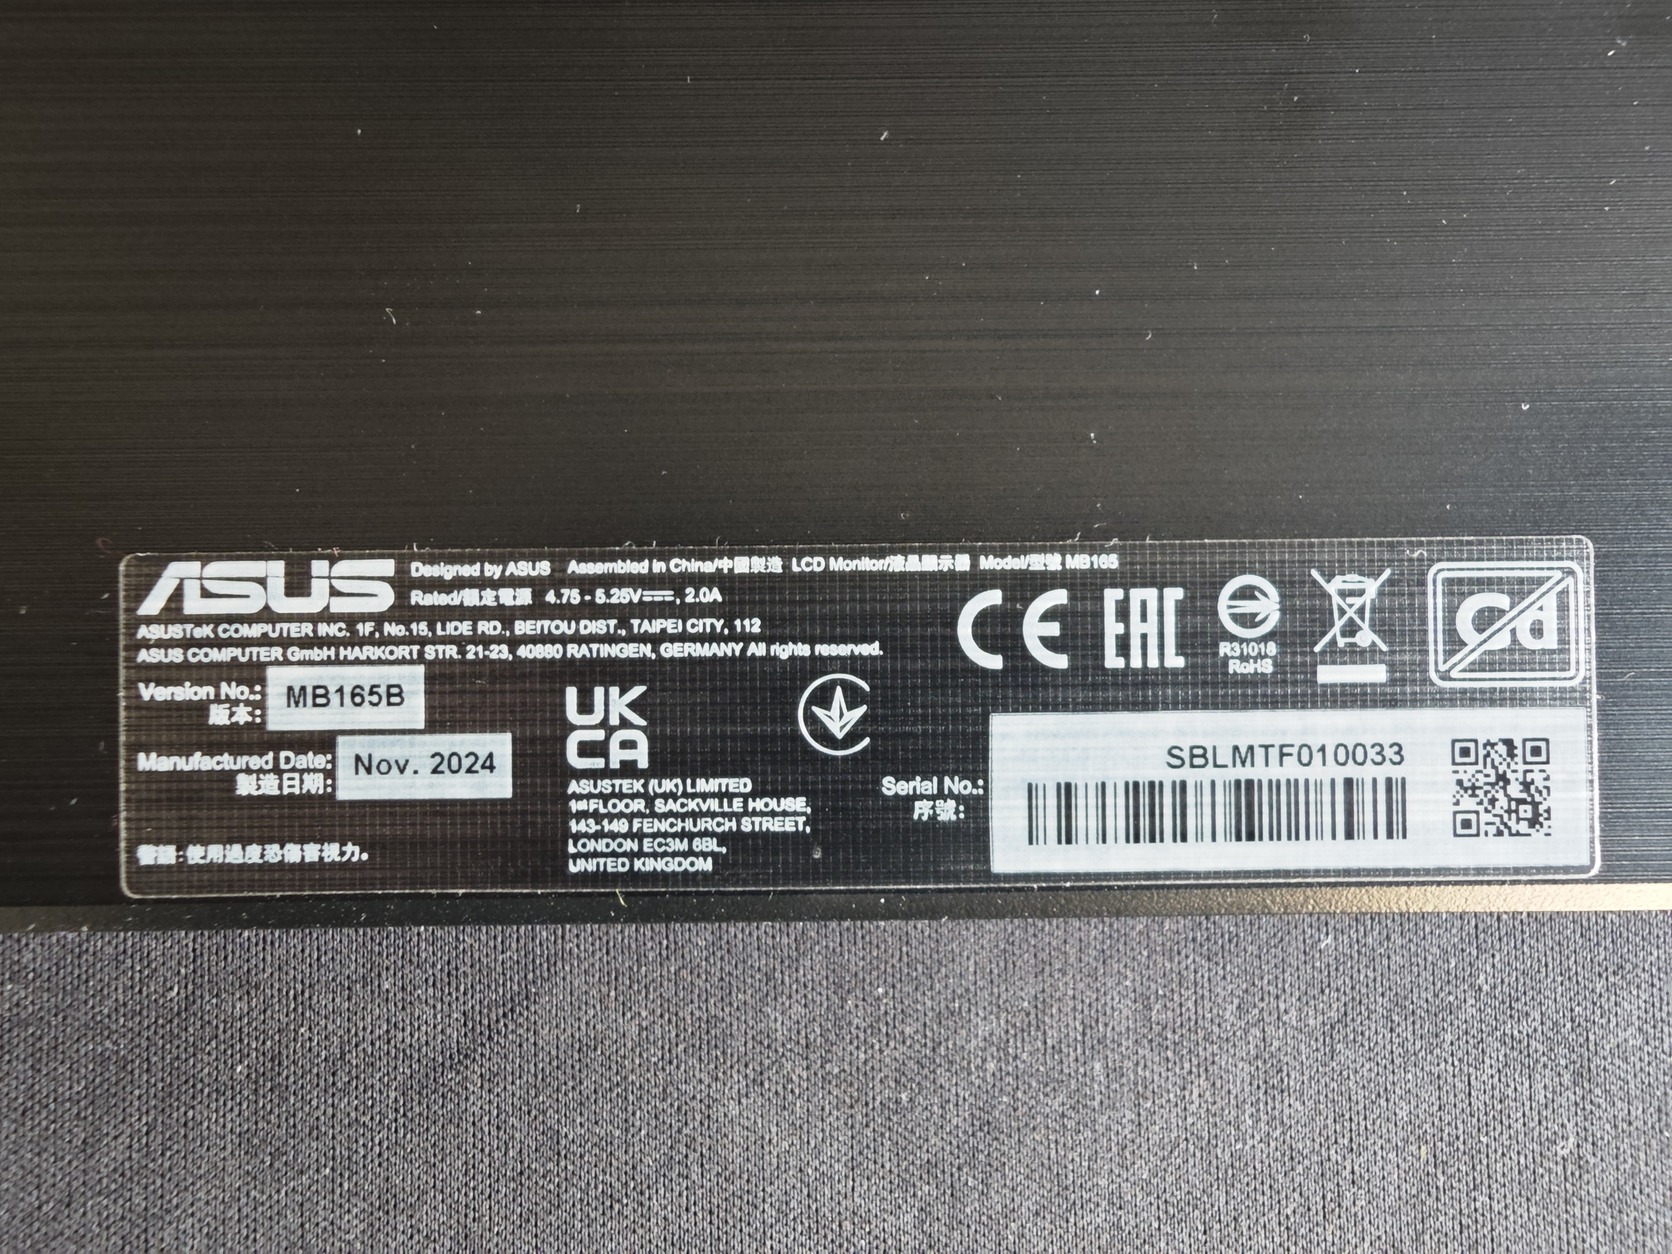 ASUS
Designed by ASUS Assembled in China/中國製造 LCD Monitor/液晶顯示器 Model/型號 MB165
Rated/額定電源 4.75 - 5.25V⎓, 2.0A
ASUSTeK COMPUTER INC. 1F, No.15, LIDE RD., BEITOU DIST., TAIPEI CITY, 112
ASUS COMPUTER GmbH HARKORT STR. 21-23, 40880 RATINGEN, GERMANY All rights reserved.
CE
EAC
R31018
RoHS
Cd
Version No.: MB165B
版本:
Manufactured Date: Nov. 2024
製造日期:
警語:使用過度恐傷害視力。
UK
CA
ASUSTEK (UK) LIMITED
1st FLOOR, SACKVILLE HOUSE,
143-149 FENCHURCH STREET,
LONDON EC3M 6BL,
UNITED KINGDOM
Serial No.:
序號:
SBLMTF010033